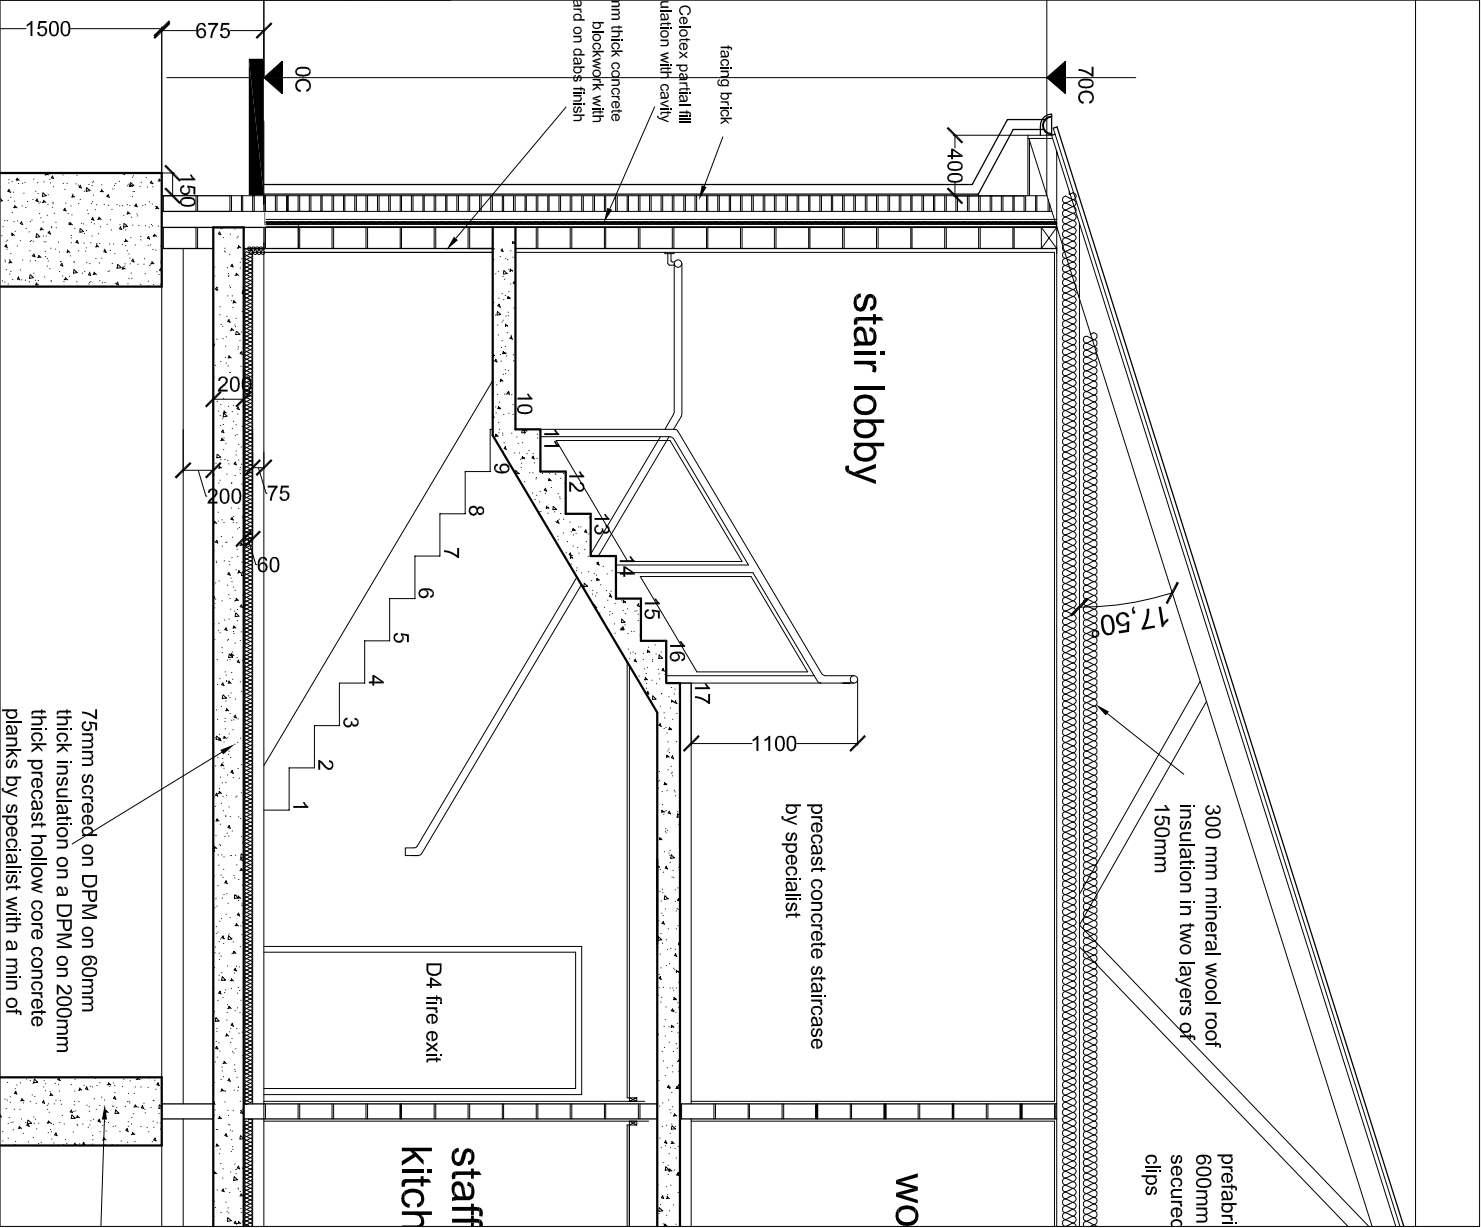 1500
675
0C
70C
Celotex partial fill
ulation with cavity
mm thick concrete
blockwork with
ard on dabs finish
facing brick
400
150
stair lobby
200
200
75
60
1
2
3
4
5
6
7
8
9
10
11
12
13
14
15
16
17
17,50°
1100
300 mm mineral wool roof
insulation in two layers of
150mm
precast concrete staircase
by specialist
D4 fire exit
75mm screed on DPM on 60mm
thick insulation on a DPM on 200mm
thick precast hollow core concrete
planks by specialist with a min of
staff
kitch
wo
prefabri
600mm
secured
clips